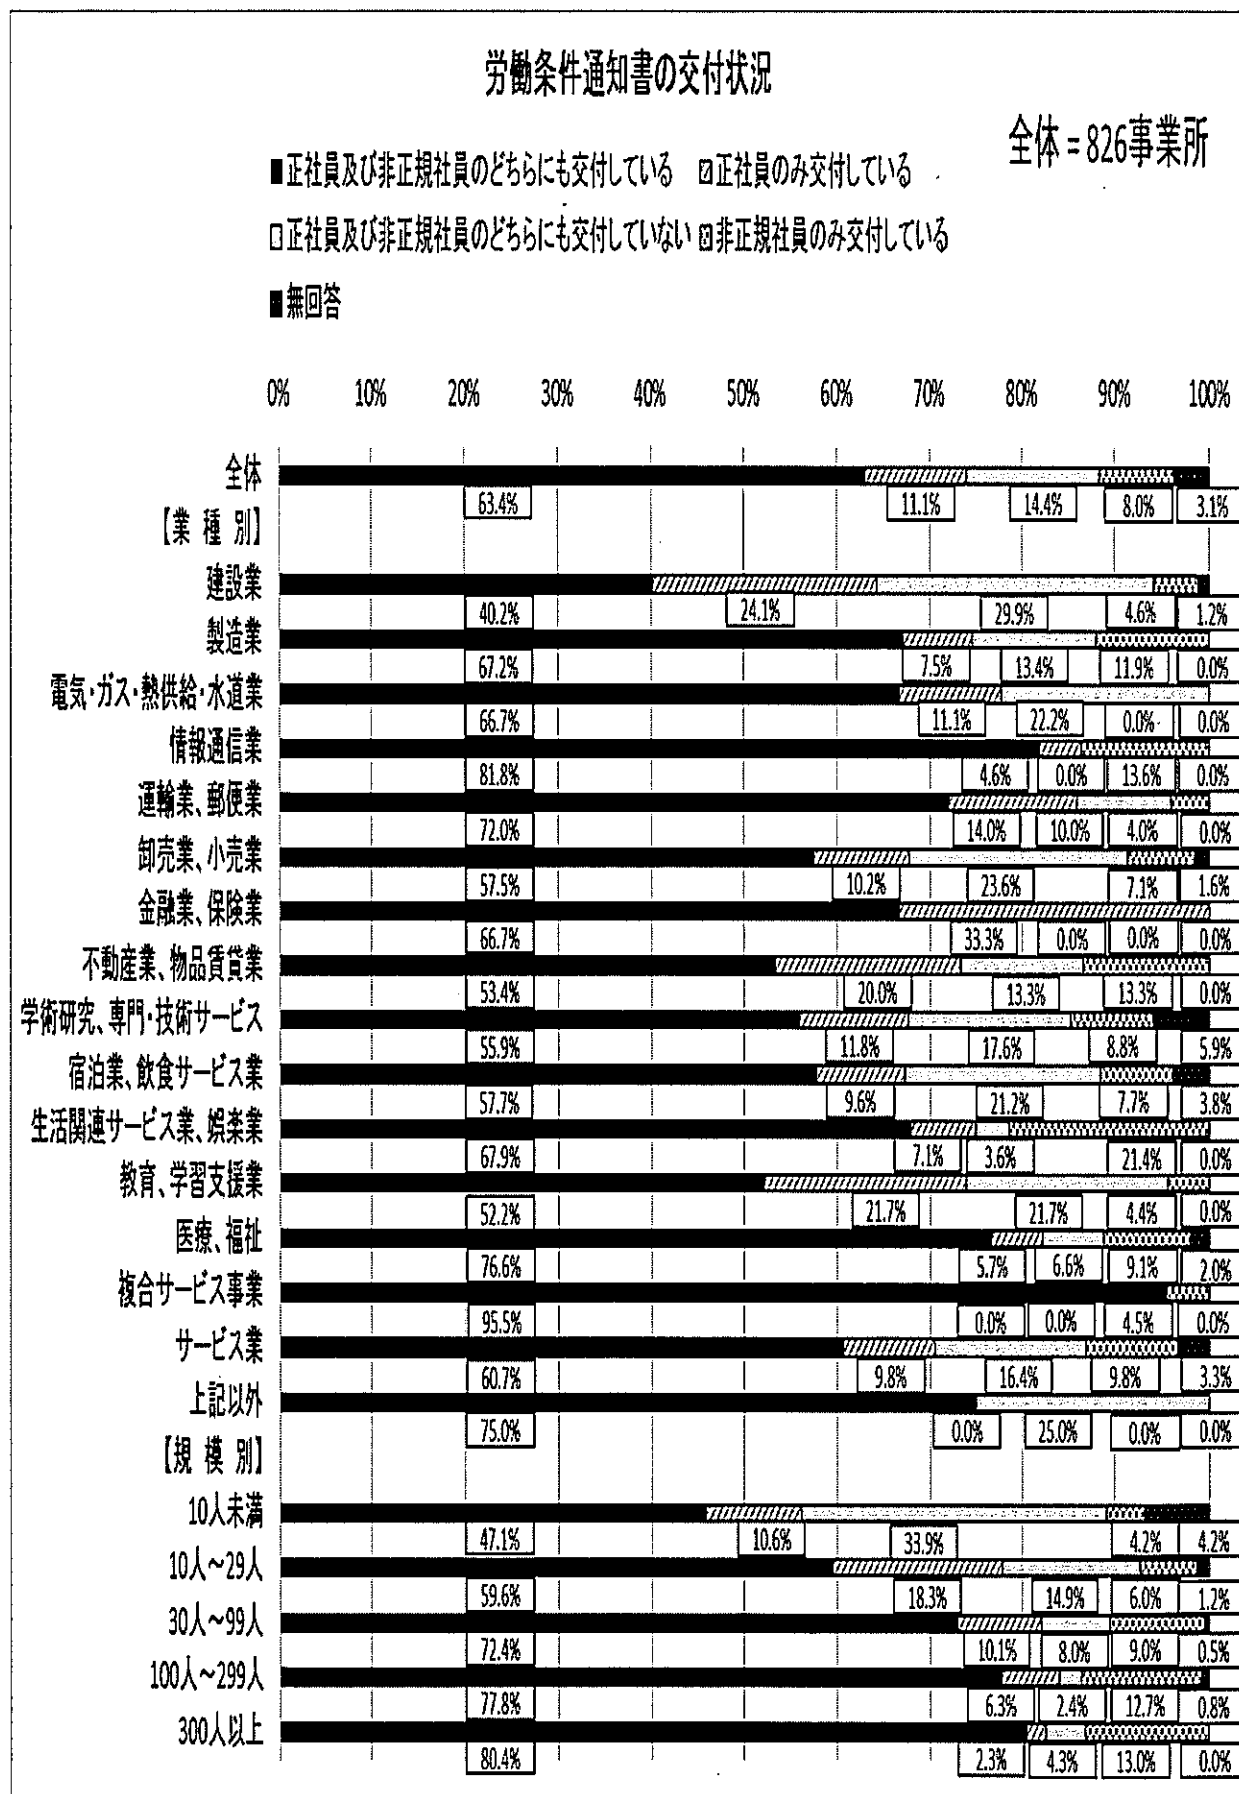 労働条件通知書の交付状況
全体 = 826事業所
■正社員及び非正規社員のどちらにも交付している ▨正社員のみ交付している
□正社員及び非正規社員のどちらにも交付していない ▨非正規社員のみ交付している
■無回答
0% 10% 20% 30% 40% 50% 60% 70% 80% 90% 100%
全体
63.4% 11.1% 14.4% 8.0% 3.1%
【業 種 別】
建設業
40.2% 24.1% 29.9% 4.6% 1.2%
製造業
67.2% 7.5% 13.4% 11.9% 0.0%
電気・ガス・熱供給・水道業
66.7% 11.1% 22.2% 0.0% 0.0%
情報通信業
81.8% 4.6% 0.0% 13.6% 0.0%
運輸業、郵便業
72.0% 14.0% 10.0% 4.0% 0.0%
卸売業、小売業
57.5% 10.2% 23.6% 7.1% 1.6%
金融業、保険業
66.7% 33.3% 0.0% 0.0% 0.0%
不動産業、物品賃貸業
53.4% 20.0% 13.3% 13.3% 0.0%
学術研究、専門・技術サービス
55.9% 11.8% 17.6% 8.8% 5.9%
宿泊業、飲食サービス業
57.7% 9.6% 21.2% 7.7% 3.8%
生活関連サービス業、娯楽業
67.9% 7.1% 3.6% 21.4% 0.0%
教育、学習支援業
52.2% 21.7% 21.7% 4.4% 0.0%
医療、福祉
76.6% 5.7% 6.6% 9.1% 2.0%
複合サービス事業
95.5% 0.0% 0.0% 4.5% 0.0%
サービス業
60.7% 9.8% 16.4% 9.8% 3.3%
上記以外
75.0% 0.0% 25.0% 0.0% 0.0%
【規 模 別】
10人未満
47.1% 10.6% 33.9% 4.2% 4.2%
10人～29人
59.6% 18.3% 14.9% 6.0% 1.2%
30人～99人
72.4% 10.1% 8.0% 9.0% 0.5%
100人～299人
77.8% 6.3% 2.4% 12.7% 0.8%
300人以上
80.4% 2.3% 4.3% 13.0% 0.0%